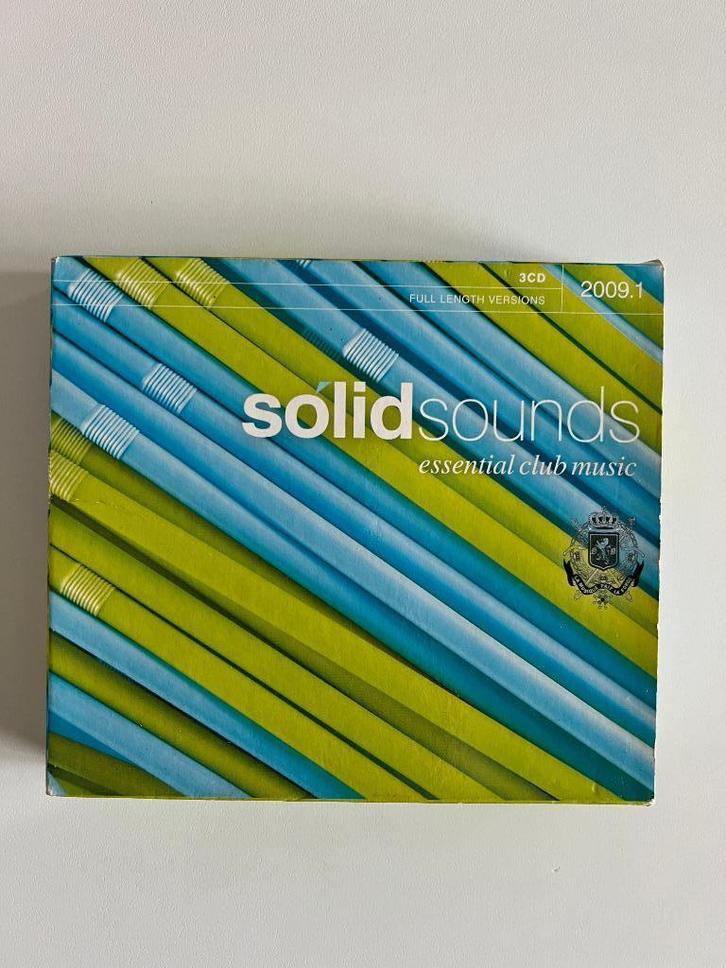 3CD
FULL LENGTH VERSIONS
2009.1
sólidsounds
essential club music